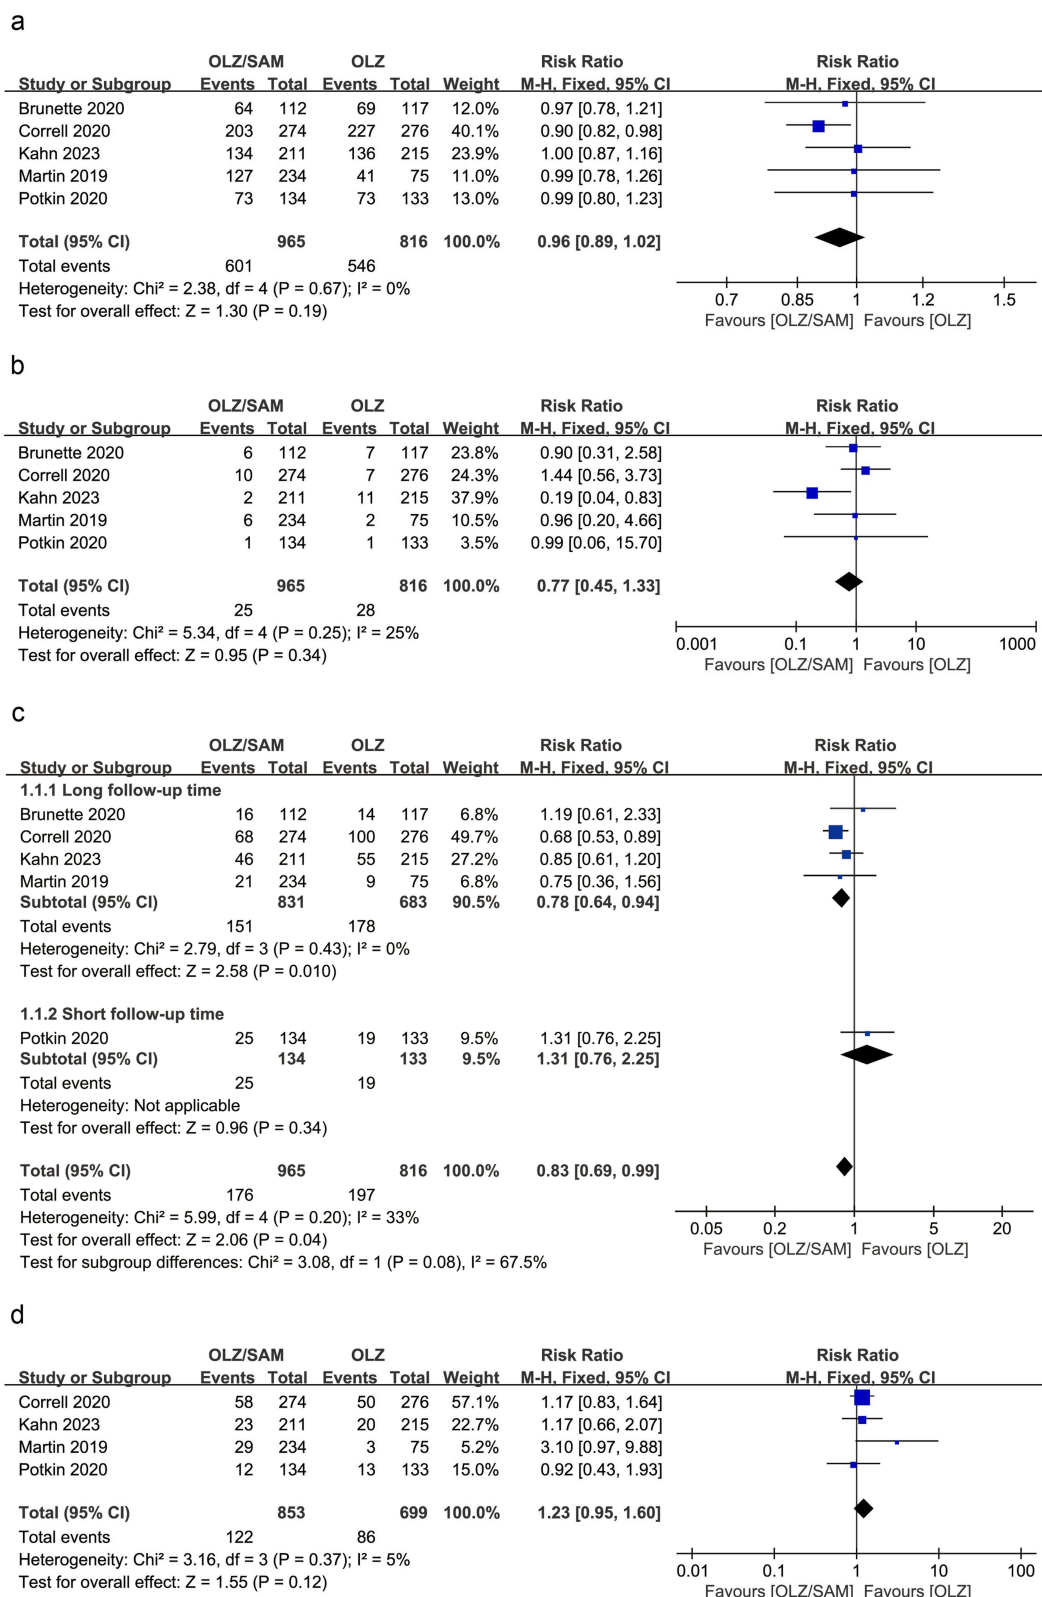 a
OLZ/SAM OLZ Risk Ratio Risk Ratio
Study or Subgroup Events Total Events Total Weight M-H, Fixed, 95% CI M-H, Fixed, 95% CI
Brunette 2020 64 112 69 117 12.0% 0.97 [0.78, 1.21]
Correll 2020 203 274 227 276 40.1% 0.90 [0.82, 0.98]
Kahn 2023 134 211 136 215 23.9% 1.00 [0.87, 1.16]
Martin 2019 127 234 41 75 11.0% 0.99 [0.78, 1.26]
Potkin 2020 73 134 73 133 13.0% 0.99 [0.80, 1.23]
Total (95% CI) 965 816 100.0% 0.96 [0.89, 1.02]
Total events 601 546
Heterogeneity: Chi² = 2.38, df = 4 (P = 0.67); I² = 0%
Test for overall effect: Z = 1.30 (P = 0.19)
0.7 0.85 1 1.2 1.5
Favours [OLZ/SAM] Favours [OLZ]
b
OLZ/SAM OLZ Risk Ratio Risk Ratio
Study or Subgroup Events Total Events Total Weight M-H, Fixed, 95% CI M-H, Fixed, 95% CI
Brunette 2020 6 112 7 117 23.8% 0.90 [0.31, 2.58]
Correll 2020 10 274 7 276 24.3% 1.44 [0.56, 3.73]
Kahn 2023 2 211 11 215 37.9% 0.19 [0.04, 0.83]
Martin 2019 6 234 2 75 10.5% 0.96 [0.20, 4.66]
Potkin 2020 1 134 1 133 3.5% 0.99 [0.06, 15.70]
Total (95% CI) 965 816 100.0% 0.77 [0.45, 1.33]
Total events 25 28
Heterogeneity: Chi² = 5.34, df = 4 (P = 0.25); I² = 25%
Test for overall effect: Z = 0.95 (P = 0.34)
0.001 0.1 1 10 1000
Favours [OLZ/SAM] Favours [OLZ]
c
OLZ/SAM OLZ Risk Ratio Risk Ratio
Study or Subgroup Events Total Events Total Weight M-H, Fixed, 95% CI M-H, Fixed, 95% CI
1.1.1 Long follow-up time
Brunette 2020 16 112 14 117 6.8% 1.19 [0.61, 2.33]
Correll 2020 68 274 100 276 49.7% 0.68 [0.53, 0.89]
Kahn 2023 46 211 55 215 27.2% 0.85 [0.61, 1.20]
Martin 2019 21 234 9 75 6.8% 0.75 [0.36, 1.56]
Subtotal (95% CI) 831 683 90.5% 0.78 [0.64, 0.94]
Total events 151 178
Heterogeneity: Chi² = 2.79, df = 3 (P = 0.43); I² = 0%
Test for overall effect: Z = 2.58 (P = 0.010)
1.1.2 Short follow-up time
Potkin 2020 25 134 19 133 9.5% 1.31 [0.76, 2.25]
Subtotal (95% CI) 134 133 9.5% 1.31 [0.76, 2.25]
Total events 25 19
Heterogeneity: Not applicable
Test for overall effect: Z = 0.96 (P = 0.34)
Total (95% CI) 965 816 100.0% 0.83 [0.69, 0.99]
Total events 176 197
Heterogeneity: Chi² = 5.99, df = 4 (P = 0.20); I² = 33%
Test for overall effect: Z = 2.06 (P = 0.04)
Test for subgroup differences: Chi² = 3.08, df = 1 (P = 0.08), I² = 67.5%
0.05 0.2 1 5 20
Favours [OLZ/SAM] Favours [OLZ]
d
OLZ/SAM OLZ Risk Ratio Risk Ratio
Study or Subgroup Events Total Events Total Weight M-H, Fixed, 95% CI M-H, Fixed, 95% CI
Correll 2020 58 274 50 276 57.1% 1.17 [0.83, 1.64]
Kahn 2023 23 211 20 215 22.7% 1.17 [0.66, 2.07]
Martin 2019 29 234 3 75 5.2% 3.10 [0.97, 9.88]
Potkin 2020 12 134 13 133 15.0% 0.92 [0.43, 1.93]
Total (95% CI) 853 699 100.0% 1.23 [0.95, 1.60]
Total events 122 86
Heterogeneity: Chi² = 3.16, df = 3 (P = 0.37); I² = 5%
Test for overall effect: Z = 1.55 (P = 0.12)
0.01 0.1 1 10 100
Favours [OLZ/SAM] Favours [OLZ]